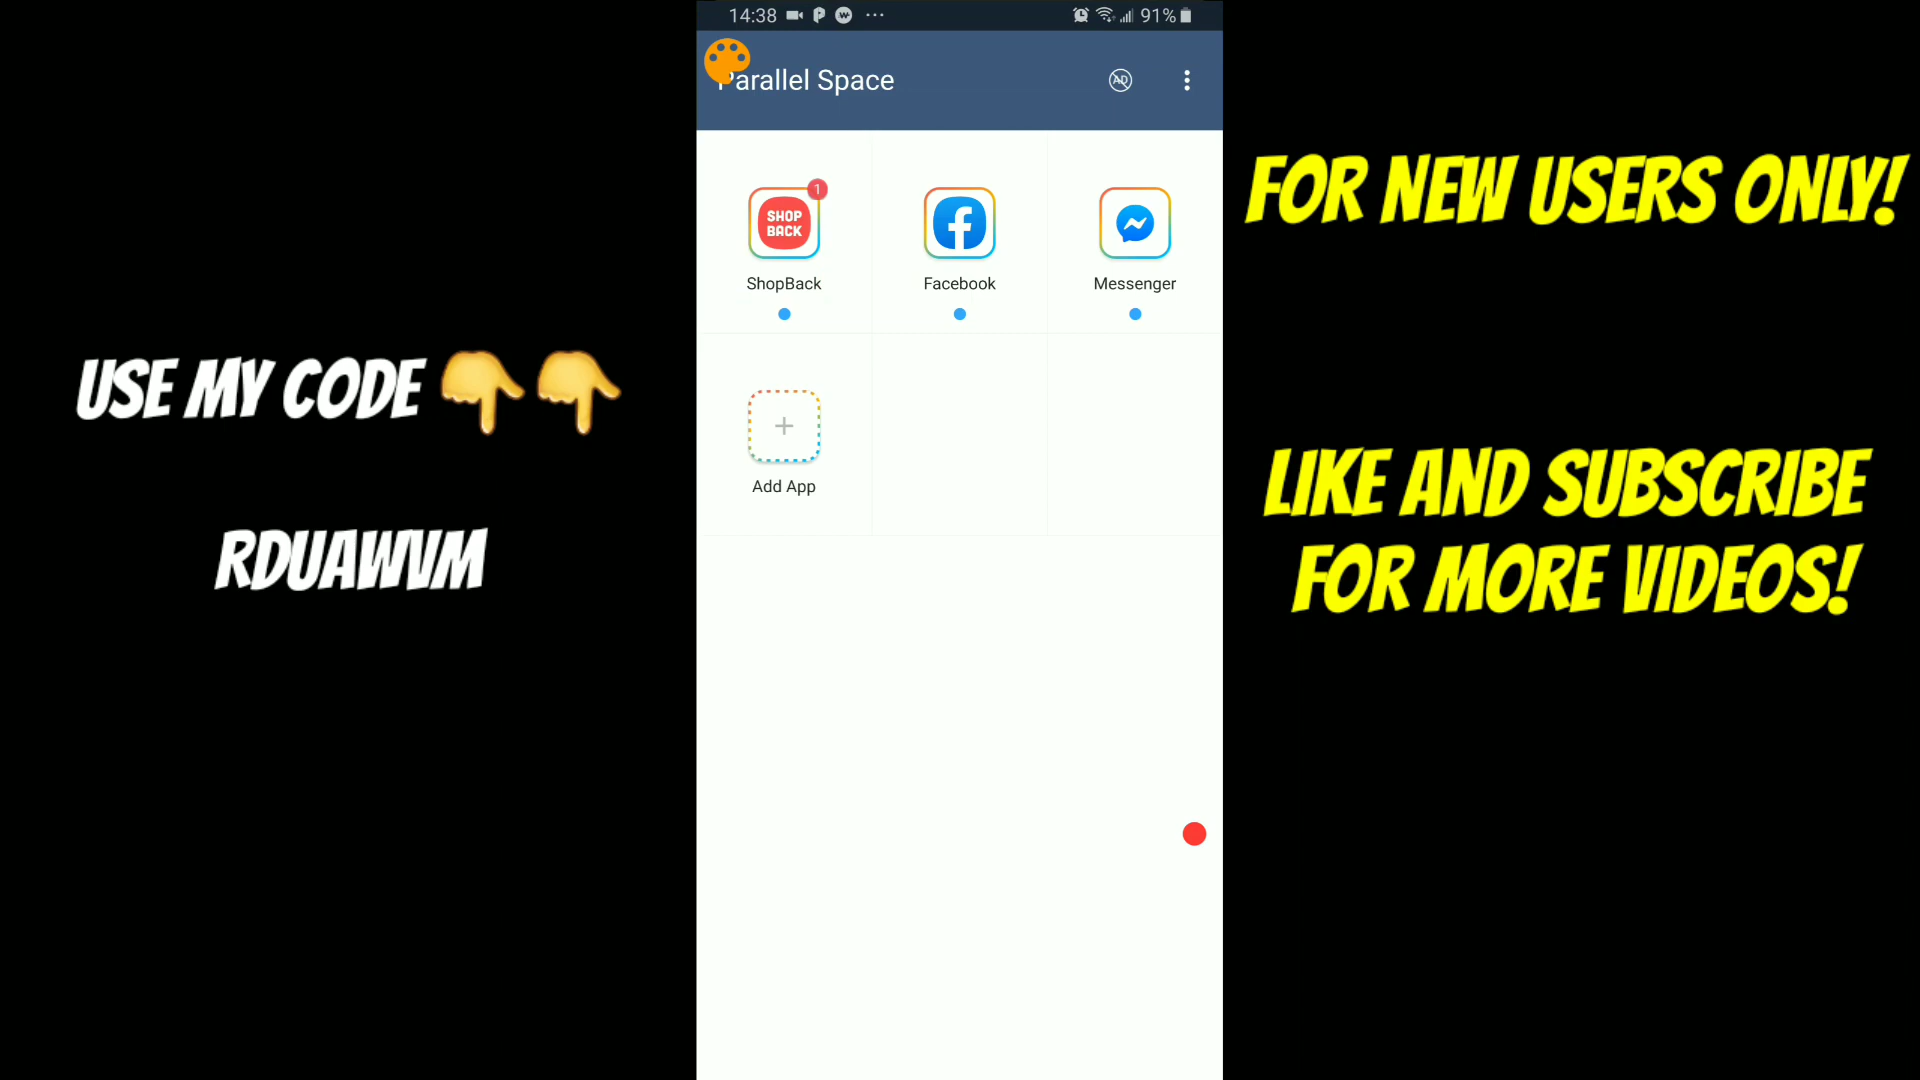 14:38
91%
Parallel Space
AD
1
SHOP
BACK
ShopBack
Facebook
Messenger
Add App
USE MY CODE 👇👇
RDUAWVM
FOR NEW USERS ONLY!
LIKE AND SUBSCRIBE
FOR MORE VIDEOS!